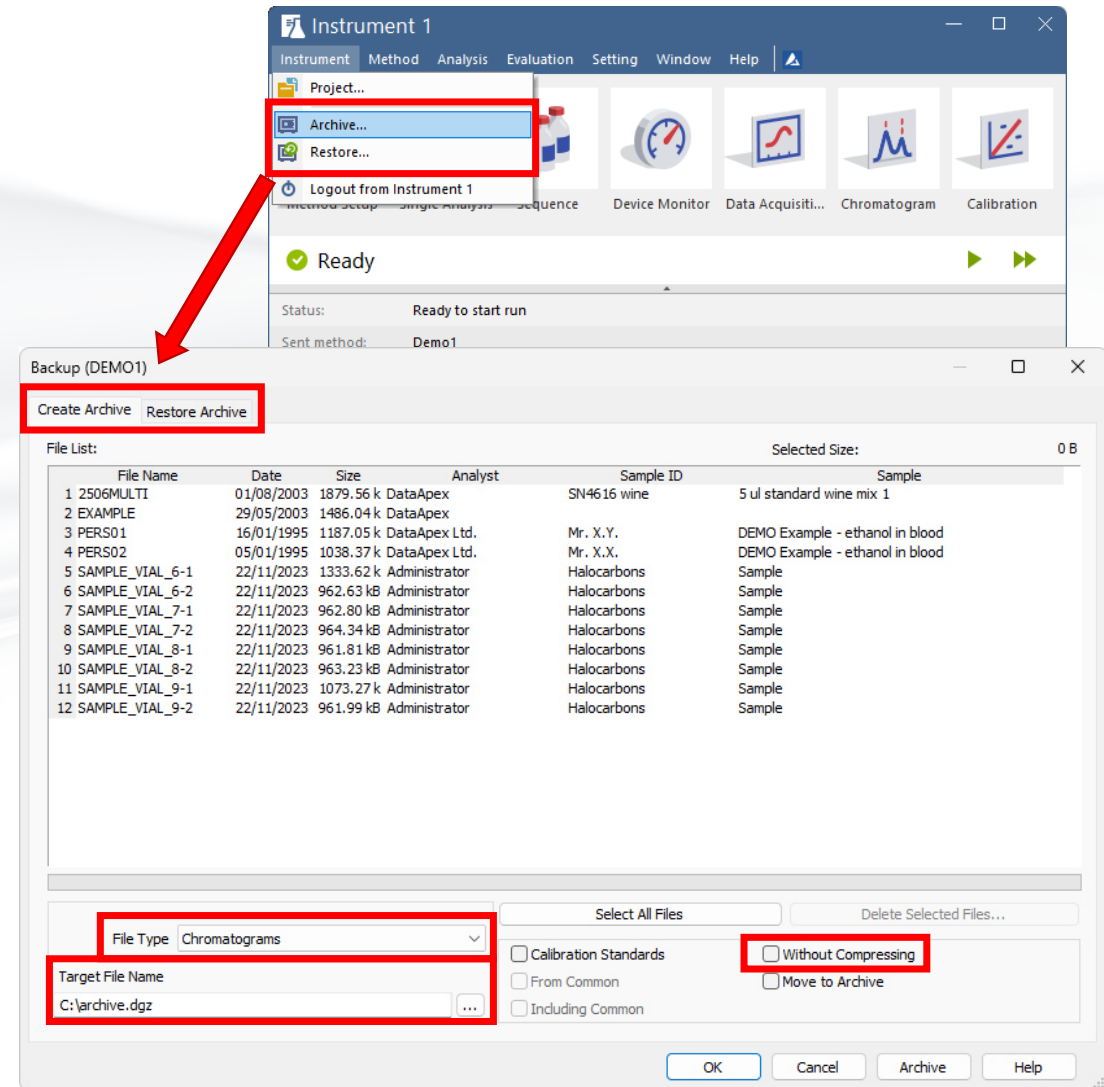 Instrument 1
Instrument Method Analysis Evaluation Setting Window Help
Project...
Archive...
Restore...
Logout from Instrument 1
Method Setup Single Analysis Sequence Device Monitor Data Acquisiti... Chromatogram Calibration
Ready
Status: Ready to start run
Sent method: Demo1
Backup (DEMO1)
Create Archive Restore Archive
File List: Selected Size: 0 B
File Name Date Size Analyst Sample ID Sample
1 2506MULTI 01/08/2003 1879.56 k DataApex SN4616 wine 5 ul standard wine mix 1
2 EXAMPLE 29/05/2003 1486.04 k DataApex
3 PERS01 16/01/1995 1187.05 k DataApex Ltd. Mr. X.Y. DEMO Example - ethanol in blood
4 PERS02 05/01/1995 1038.37 k DataApex Ltd. Mr. X.X. DEMO Example - ethanol in blood
5 SAMPLE_VIAL_6-1 22/11/2023 1333.62 k Administrator Halocarbons Sample
6 SAMPLE_VIAL_6-2 22/11/2023 962.63 kB Administrator Halocarbons Sample
7 SAMPLE_VIAL_7-1 22/11/2023 962.80 kB Administrator Halocarbons Sample
8 SAMPLE_VIAL_7-2 22/11/2023 964.34 kB Administrator Halocarbons Sample
9 SAMPLE_VIAL_8-1 22/11/2023 961.81 kB Administrator Halocarbons Sample
10 SAMPLE_VIAL_8-2 22/11/2023 963.23 kB Administrator Halocarbons Sample
11 SAMPLE_VIAL_9-1 22/11/2023 1073.27 k Administrator Halocarbons Sample
12 SAMPLE_VIAL_9-2 22/11/2023 961.99 kB Administrator Halocarbons Sample
Select All Files Delete Selected Files...
File Type Chromatograms
Calibration Standards Without Compressing
Target File Name
From Common Move to Archive
C:\archive.dgz ...
Including Common
OK Cancel Archive Help